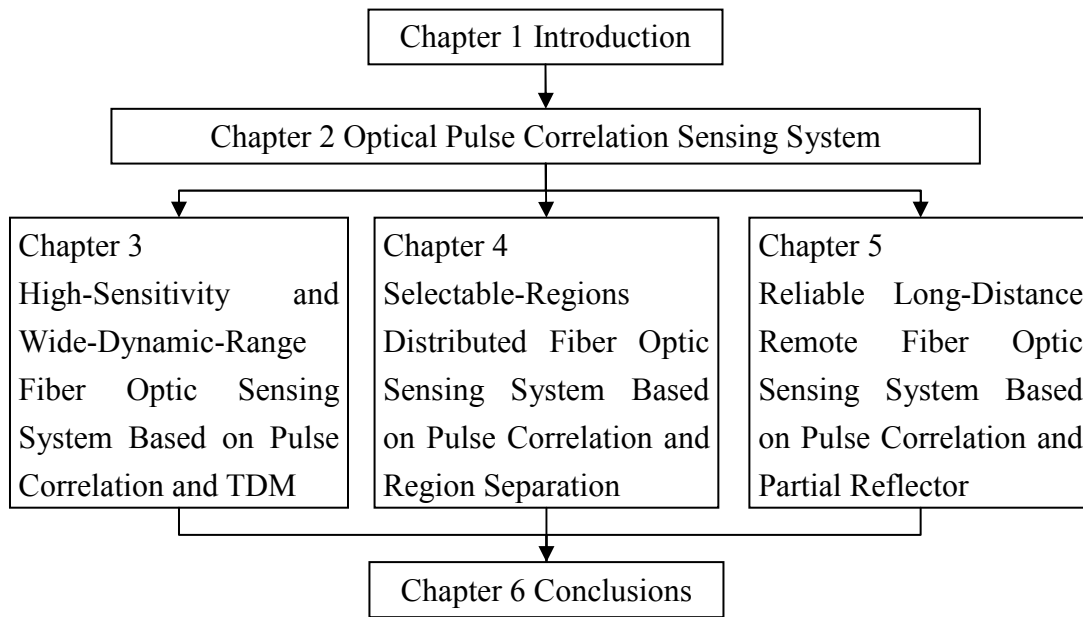 Chapter 1 Introduction
Chapter 2 Optical Pulse Correlation Sensing System
Chapter 3
High-Sensitivity and
Wide-Dynamic-Range
Fiber Optic Sensing
System Based on Pulse
Correlation and TDM
Chapter 4
Selectable-Regions
Distributed Fiber Optic
Sensing System Based
on Pulse Correlation and
Region Separation
Chapter 5
Reliable Long-Distance
Remote Fiber Optic
Sensing System Based
on Pulse Correlation and
Partial Reflector
Chapter 6 Conclusions